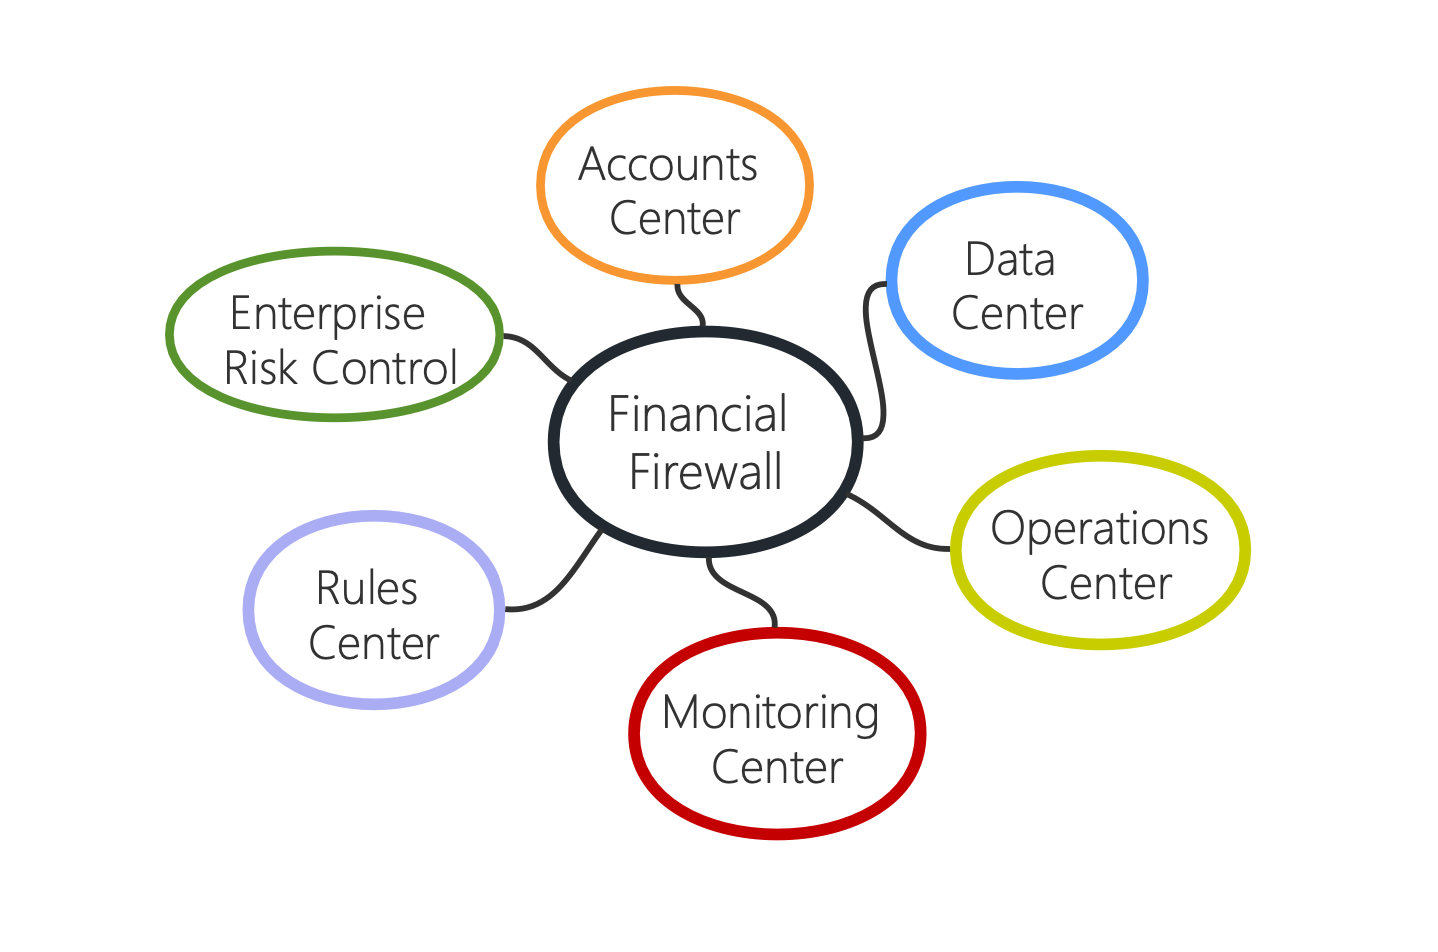 Accounts
Center
Data
Center
Enterprise
Risk Control
Financial
Firewall
Operations
Center
Rules
Center
Monitoring
Center